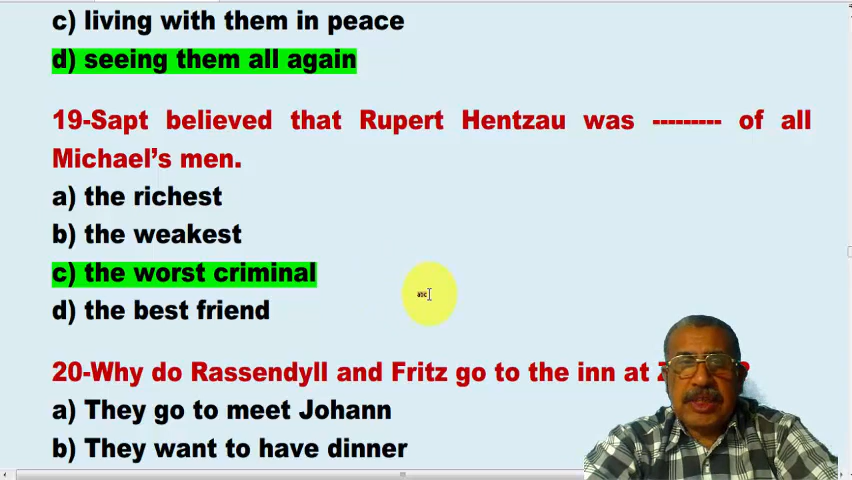 c) living with them in peace
d) seeing them all again
19-Sapt believed that Rupert Hentzau was --------- of all
Michael’s men.
a) the richest
b) the weakest
c) the worst criminal
d) the best friend
20-Why do Rassendyll and Fritz go to the inn at
a) They go to meet Johann
b) They want to have dinner